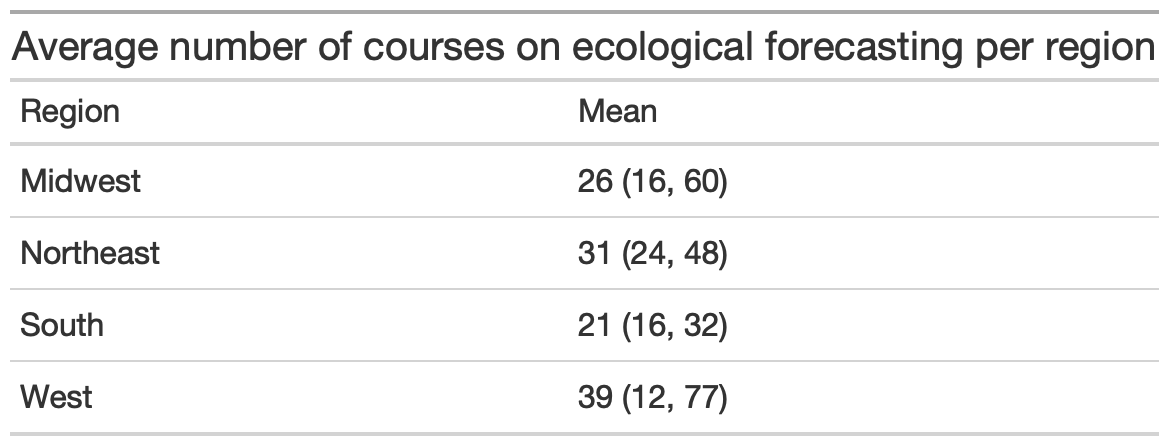 Average number of courses on ecological forecasting per region
Region Mean
Midwest 26 (16, 60)
Northeast 31 (24, 48)
South 21 (16, 32)
West 39 (12, 77)